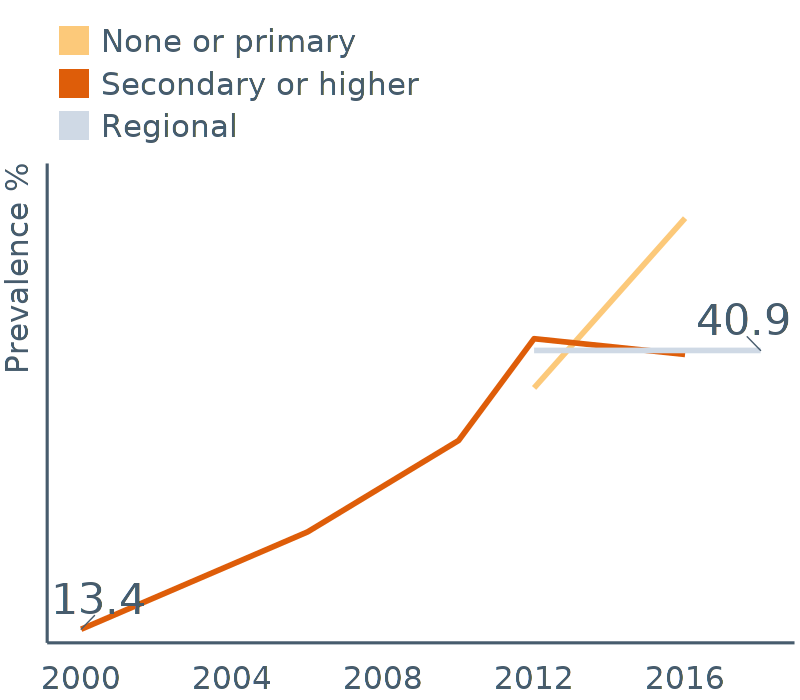 None or primary
Secondary or higher
Regional
Prevalence %
40.9
13.4
2000 2004 2008 2012 2016